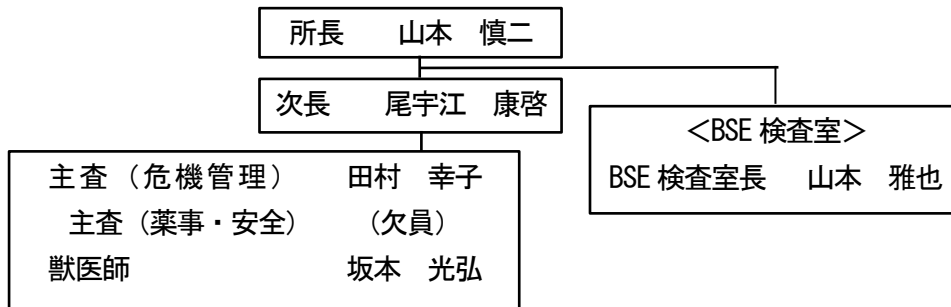 所長　　山本　慎二
次長　　尾宇江　康啓
＜BSE 検査室＞
BSE 検査室長　山本　雅也
主査（危機管理）　　田村　幸子
主査（薬事・安全）　　（欠員）
獣医師　　坂本　光弘